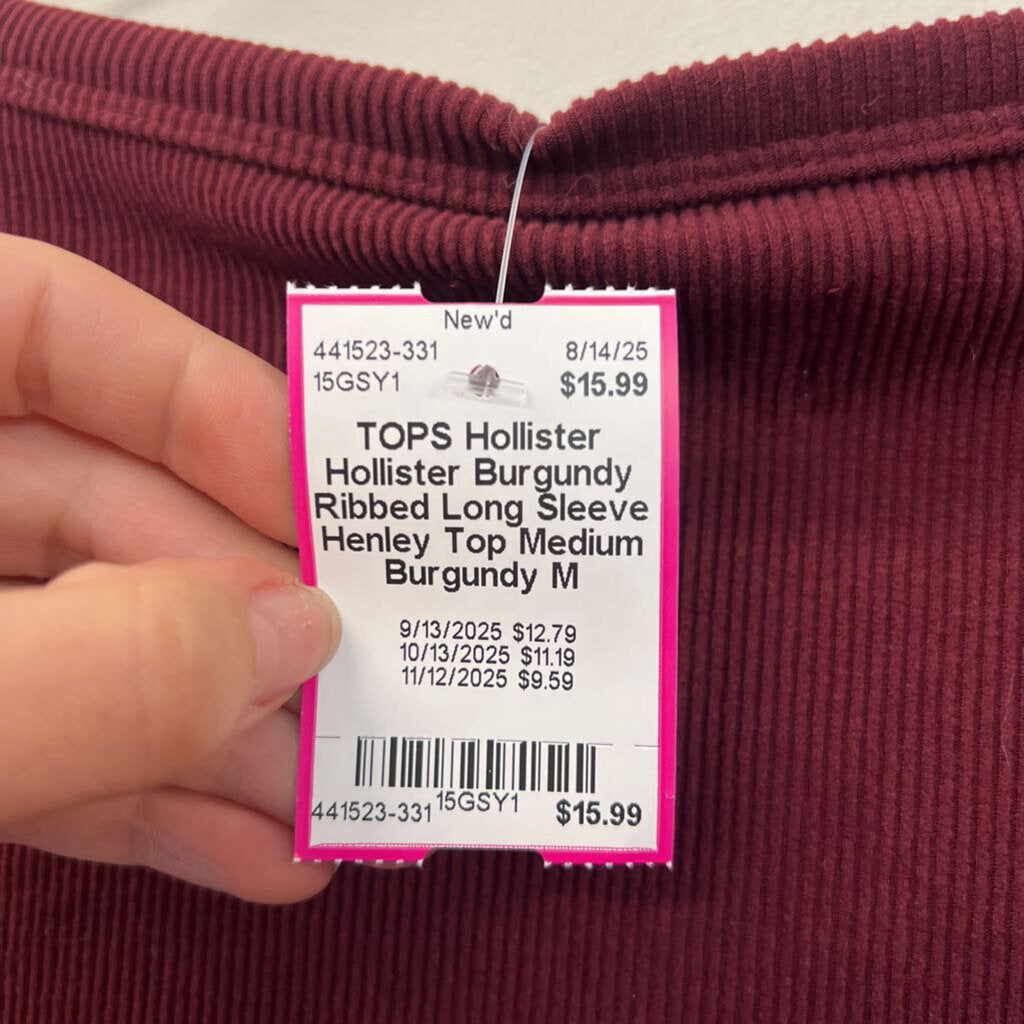 New'd
441523-331 8/14/25
15GSY1 $15.99
TOPS Hollister
Hollister Burgundy
Ribbed Long Sleeve
Henley Top Medium
Burgundy M
9/13/2025 $12.79
10/13/2025 $11.19
11/12/2025 $9.59
441523-331 15GSY1 $15.99